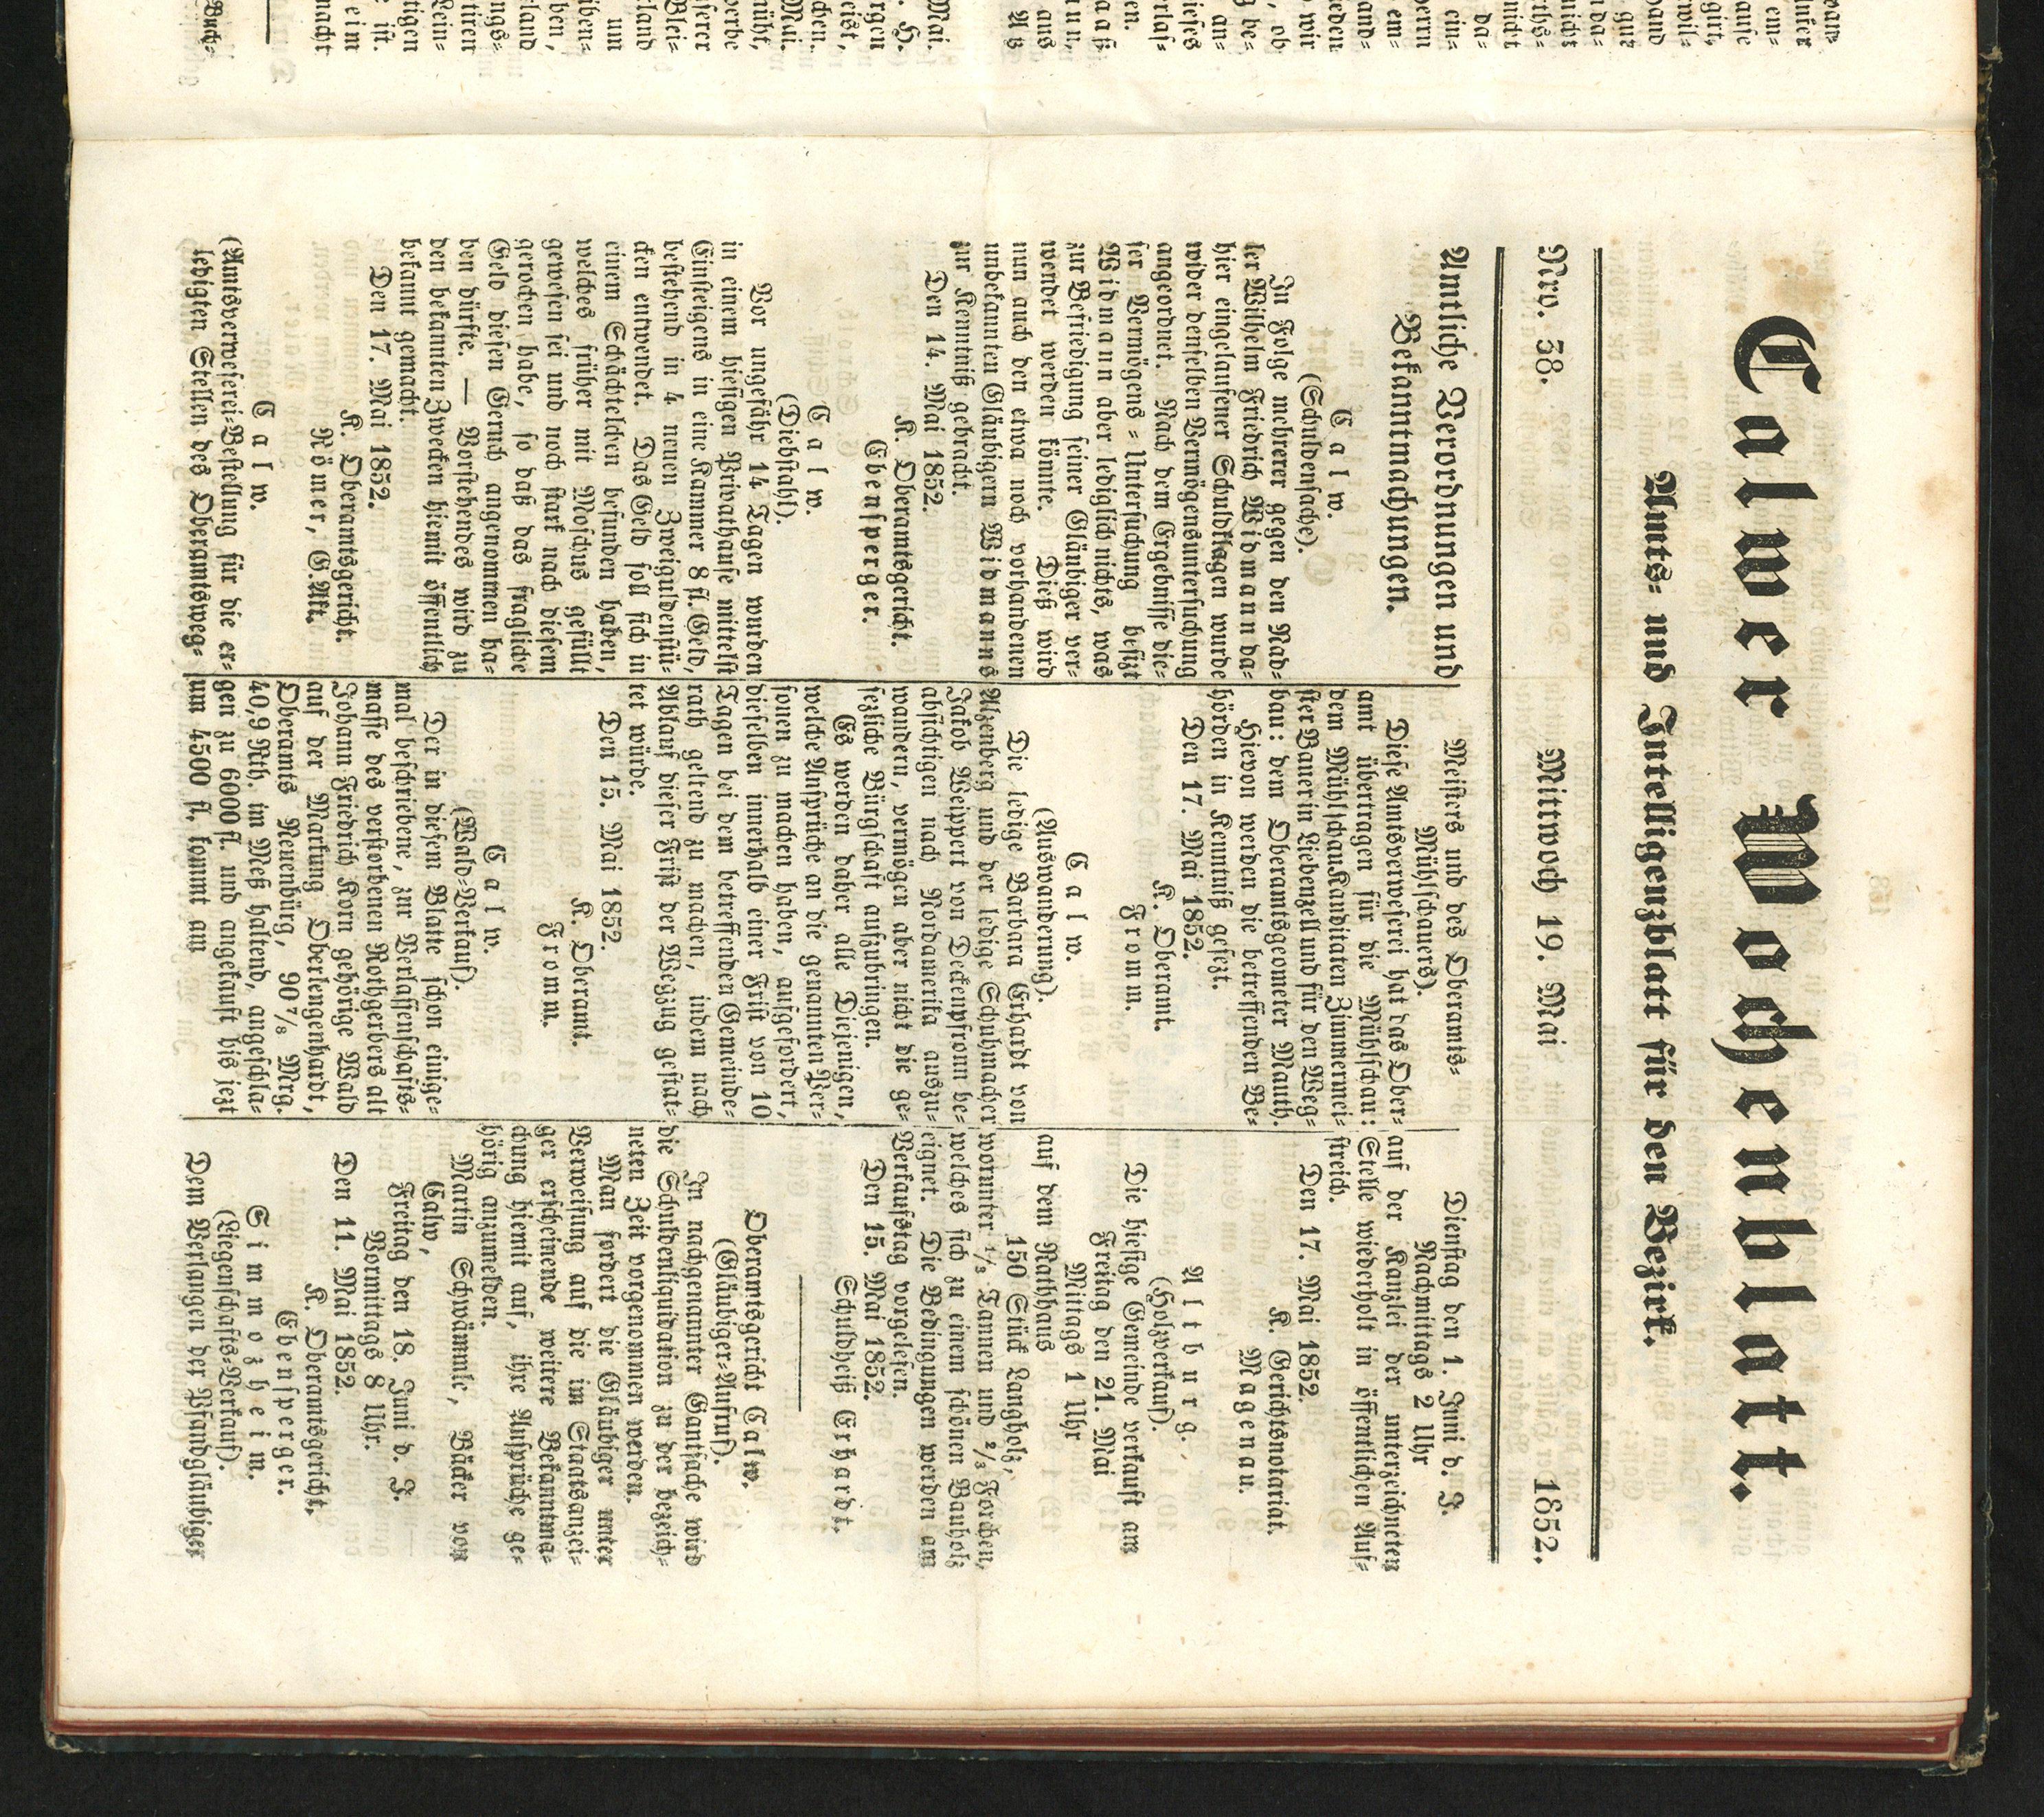 Calwer Wochenblatt.
Amts- und Intelligenzblatt für den Bezirk.
Nro. 38. Mittwoch 19. Mai 1852.
Amtliche Verordnungen und
Bekanntmachungen.
Calw.
(Schuldensache).
In Folge mehrerer gegen den Nad-
ler Wilhelm Friedrich Widmann da-
hier eingelaufener Schuldklagen wurde
wider denselben Vermögensuntersuchung
angeordnet. Nach dem Ergebnisse die-
ser Vermögens-Untersuchung besizt
Widmann aber lediglich nichts, was
zur Befriedigung seiner Gläubiger ver-
wendet werden könnte. Dieß wird
nun auch den etwa noch vorhandenen
unbekannten Gläubigern Widmanns
zur Kenntniß gebracht.
Den 14. Mai 1852.
K. Oberamtsgericht.
Ebensperger.
Calw.
(Diebstahl).
Vor ungefähr 14 Tagen wurden
in einem hiesigen Privathause mittelst
Einsteigens in eine Kammer 8 fl. Geld,
bestehend in 4 neuen Zweiguldenstü-
cken entwendet. Das Geld soll sich in
einem Schächtelchen befunden haben,
welches früher mit Moschus gefüllt
gewesen sei und noch stark nach diesem
gerochen habe, so daß das fragliche
Geld diesen Geruch angenommen ha-
ben dürfte. — Vorstehendes wird zu
den bekannten Zwecken hiemit öffentlich
bekannt gemacht.
Den 17. Mai 1852.
K. Oberamtsgericht.
Römer, G.Akt.
Calw.
(Amtsverweserei-Bestellung für die er-
ledigten Stellen des Oberamtsweg-
Meisters und des Oberamts-
Mühlschauers).
Diese Amtsverweserei hat das Ober-
amt übertragen für die Mühlschau:
dem Mühlschau Kanditaten Zimmermei-
ster Bauer in Liebenzell und für den Weg-
bau: dem Oberamtsgeometer Mauth.
Hievon werden die betreffenden Be-
hörden in Kenntniß gesezt.
Den 17. Mai 1852.
K. Oberamt.
Fromm.
Calw.
(Auswanderung).
Die ledige Barbara Erhardt von
Alzenberg und der ledige Schuhmacher
Jakob Weippert von Deckenpfronn be-
absichtigen nach Nordamerika auszu-
wandern, vermögen aber nicht die ge-
sezliche Bürgschaft aufzubringen.
Es werden daher alle Diejenigen,
welche Ansprüche an die genannten Per-
sonen zu machen haben, aufgefordert,
dieselben innerhalb einer Frist von 10
Tagen bei dem betreffenden Gemeinde-
rath geltend zu machen, indem nach
Ablauf dieser Frist der Wegzug gestat-
tet würde.
Den 15. Mai 1852.
K. Oberamt.
Fromm.
Calw.
(Wald-Verkauf).
Der in diesem Blatte schon einige-
mal beschriebene, zur Verlassenschafts-
masse des verstorbenen Rothgerbers alt
Johann Friedrich Korn gehörige Wald
auf der Markung Oberlengenhardt,
Oberamts Neuenbürg, 90 7/8 Mrg.
40,9 Rth. im Meß haltend, angeschla-
gen zu 6000 fl. und angekauft bis jezt
um 4500 fl. kommt am
Dienstag den 1. Juni d. J.
Nachmittags 2 Uhr
auf der Kanzlei der unterzeichneten
Stelle wiederholt in öffentlichen Auf-
streich.
Den 17. Mai 1852.
K. Gerichtsnotariat.
Magenau.
Altburg.
(Holzverkauf).
Die hiesige Gemeinde verkauft am
Freitag den 21. Mai
Mittags 1 Uhr
auf dem Rathhaus
150 Stück Langholz,
worunter 1/3 Tannen und 2/3 Forchen,
welches sich zu einem schönen Bauholz
eignet. Die Bedingungen werden am
Verkaufstag vorgelesen.
Den 15. Mai 1852.
Schuldheiß Erhardt.
Oberamtsgericht Calw.
(Gläubiger-Aufruf).
In nachgenannter Gantsache wird
die Schuldenliquidation zu der bezeich-
neten Zeit vorgenommen werden.
Man fordert die Gläubiger unter
Verweisung auf die im Staatsanzei-
ger erscheinende weitere Bekanntma-
chung hiemit auf, ihre Ansprüche ge-
hörig anzumelden.
Martin Schwämmle, Bäcker von
Calw,
Freitag den 18. Juni d. J.
Vormittags 8 Uhr.
Den 11. Mai 1852.
K. Oberamtsgericht.
Ebensperger.
Simmozheim.
(Liegenschafts-Verkauf).
Dem Verlangen der Pfandgläubiger